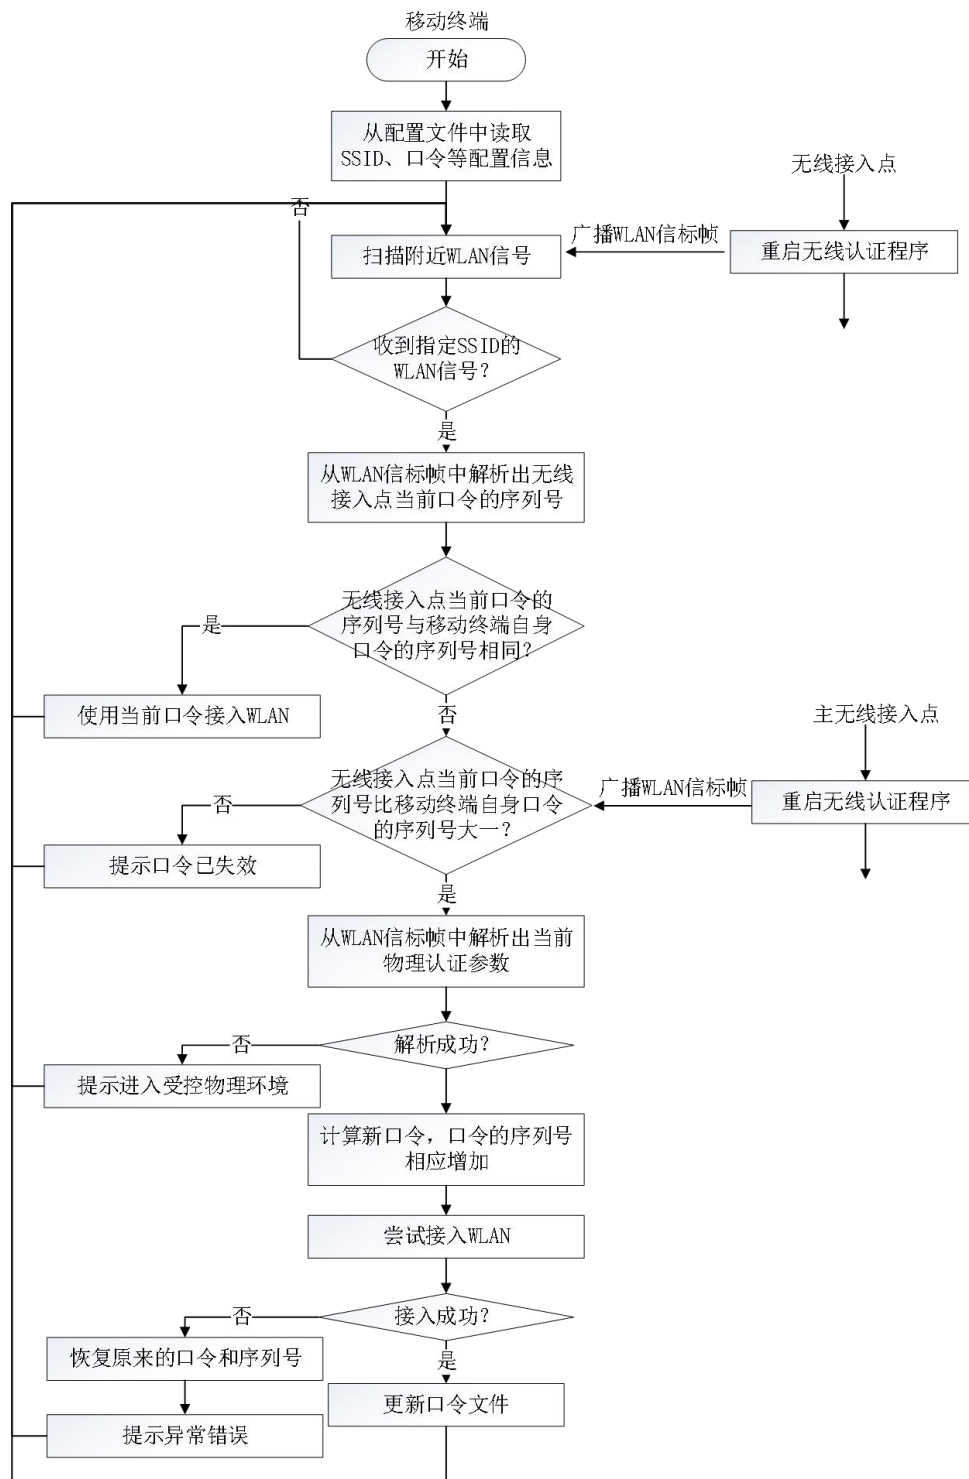 移动终端
开始
从配置文件中读取
SSID、口令等配置信息
无线接入点
否
广播WLAN信标帧
扫描附近WLAN信号
重启无线认证程序
收到指定SSID的
WLAN信号?
是
从WLAN信标帧中解析出无线
接入点当前口令的序列号
无线接入点当前口令的
序列号与移动终端自身
口令的序列号相同?
是
使用当前口令接入WLAN
否
主无线接入点
无线接入点当前口令的序
列号比移动终端自身口令
的序列号大一?
广播WLAN信标帧
重启无线认证程序
否
提示口令已失效
是
从WLAN信标帧中解析出当前
物理认证参数
解析成功?
否
提示进入受控物理环境
计算新口令，口令的序列号
相应增加
尝试接入WLAN
接入成功?
否
恢复原来的口令和序列号
是
更新口令文件
提示异常错误